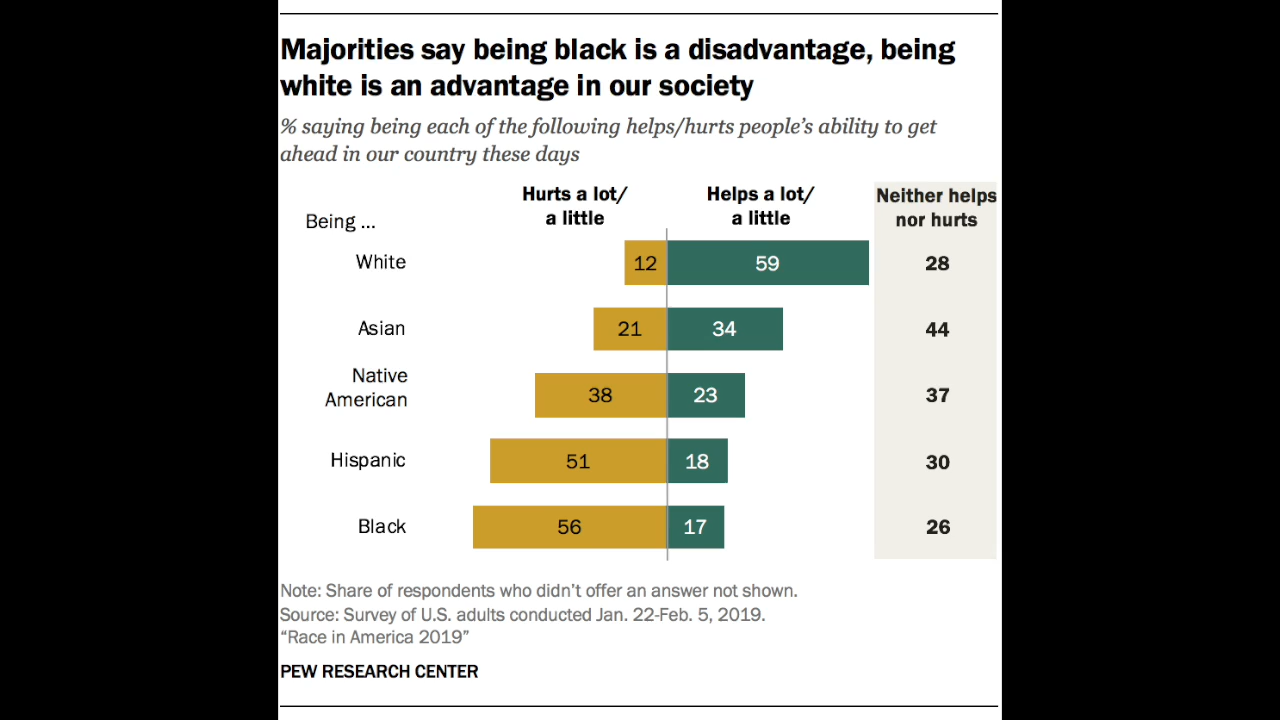 Majorities say being black is a disadvantage, being
white is an advantage in our society
% saying being each of the following helps/hurts people's ability to get
ahead in our country these days
Being ...
Hurts a lot/
a little
Helps a lot/
a little
Neither helps
nor hurts
White 12 59 28
Asian 21 34 44
Native
American 38 23 37
Hispanic 51 18 30
Black 56 17 26
Note: Share of respondents who didn't offer an answer not shown.
Source: Survey of U.S. adults conducted Jan. 22-Feb. 5, 2019.
"Race in America 2019"
PEW RESEARCH CENTER